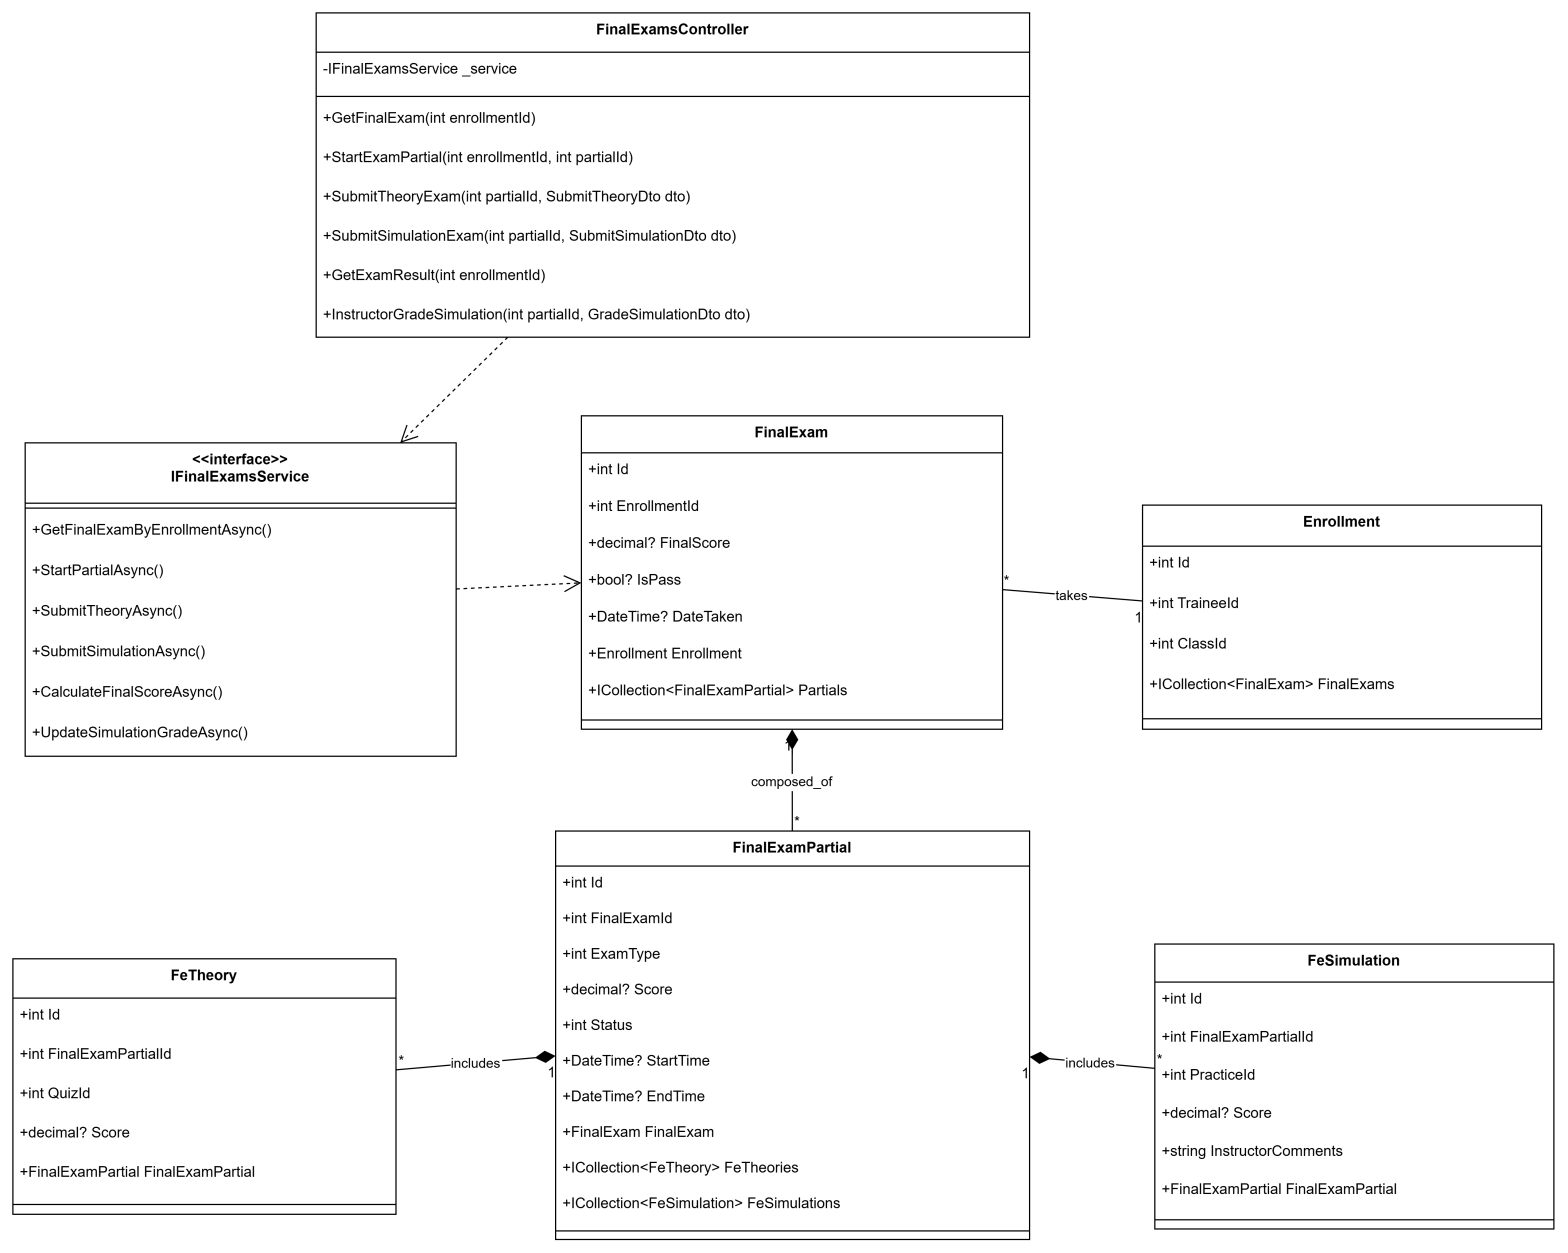 FinalExamsController
-IFinalExamsService _service
+GetFinalExam(int enrollmentId)
+StartExamPartial(int enrollmentId, int partialId)
+SubmitTheoryExam(int partialId, SubmitTheoryDto dto)
+SubmitSimulationExam(int partialId, SubmitSimulationDto dto)
+GetExamResult(int enrollmentId)
+InstructorGradeSimulation(int partialId, GradeSimulationDto dto)
<<interface>>
IFinalExamsService
+GetFinalExamByEnrollmentAsync()
+StartPartialAsync()
+SubmitTheoryAsync()
+SubmitSimulationAsync()
+CalculateFinalScoreAsync()
+UpdateSimulationGradeAsync()
FinalExam
+int Id
+int EnrollmentId
+decimal? FinalScore
+bool? IsPass
+DateTime? DateTaken
+Enrollment Enrollment
+ICollection<FinalExamPartial> Partials
*
takes
1
Enrollment
+int Id
+int TraineeId
+int ClassId
+ICollection<FinalExam> FinalExams
1
composed_of
*
FinalExamPartial
+int Id
+int FinalExamId
+int ExamType
+decimal? Score
+int Status
+DateTime? StartTime
+DateTime? EndTime
+FinalExam FinalExam
+ICollection<FeTheory> FeTheories
+ICollection<FeSimulation> FeSimulations
FeTheory
+int Id
+int FinalExamPartialId
+int QuizId
+decimal? Score
+FinalExamPartial FinalExamPartial
*
includes
1
1
includes
*
FeSimulation
+int Id
+int FinalExamPartialId
+int PracticeId
+decimal? Score
+string InstructorComments
+FinalExamPartial FinalExamPartial